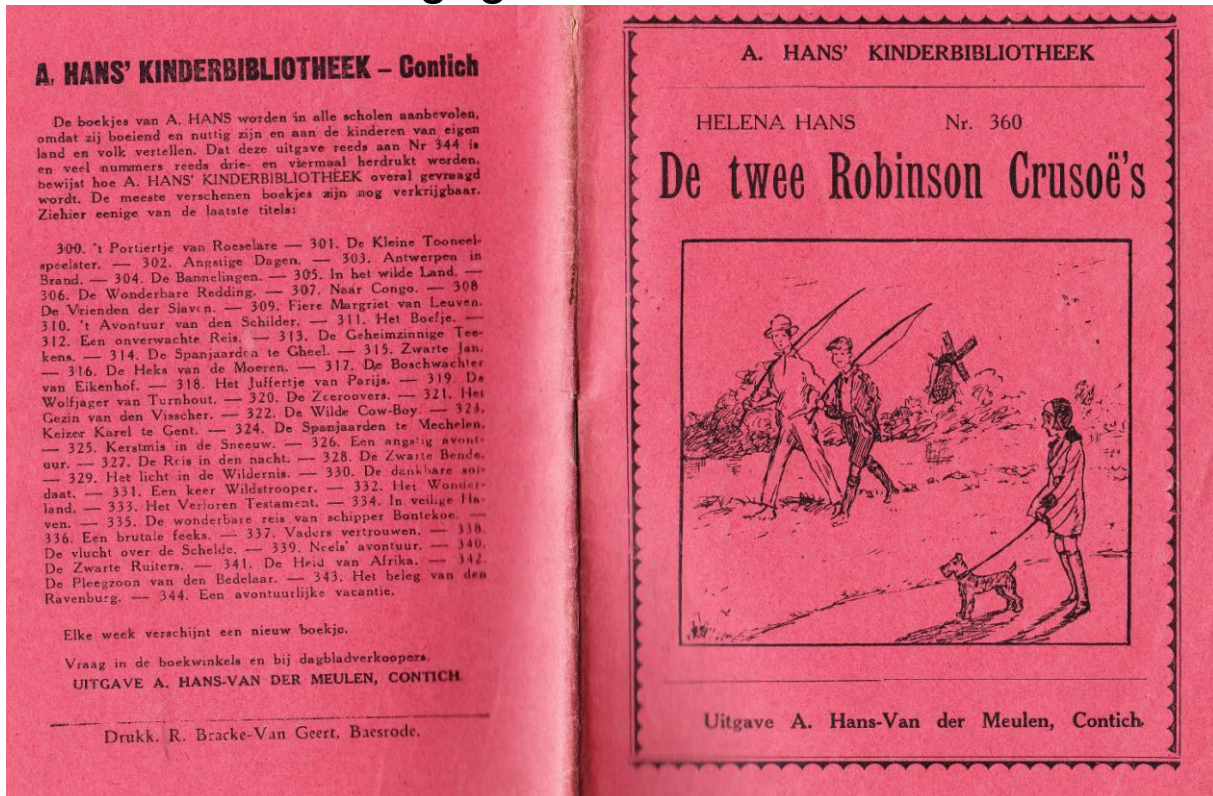 A. HANS' KINDERBIBLIOTHEEK – Contich
De boekjes van A. HANS worden in alle scholen aanbevolen,
omdat zij boeiend en nuttig zijn en aan de kinderen van eigen
land en volk vertellen. Dat deze uitgave reeds aan Nr 344 is
en veel nummers reeds drie- en viermaal herdrukt werden,
bewijst hoe A. HANS' KINDERBIBLIOTHEEK overal gevraagd
wordt. De meeste verschenen boekjes zijn nog verkrijgbaar.
Ziehier eenige van de laatste titels:
300. 't Portiertje van Roeselare — 301. De Kleine Tooneel-
speelster. — 302. Angstige Dagen. — 303. Antwerpen in
Brand. — 304. De Bannelingen. — 305. In het wilde Land. —
306. De Wonderbare Redding. — 307. Naar Congo. — 308
De Vrienden der Slaven. — 309. Fiere Margriet van Leuven.
310. 't Avontuur van den Schilder. — 311. Het Boefje. —
312. Een onverwachte Reis. — 313. De Geheimzinnige Tee-
kens. — 314. De Spanjaarden te Gheel. — 315. Zwarte Jan.
— 316. De Heks van de Moeren. — 317. De Boschwachter
van Eikenhof. — 318. Het Juffertje van Parijs. — 319. De
Wolfjager van Turnhout. — 320. De Zeeroovers. — 321. Het
Gezin van den Visscher. — 322. De Wilde Cow-Boy. — 323.
Keizer Karel te Gent. — 324. De Spanjaarden te Mechelen.
— 325. Kerstmis in de Sneeuw. — 326. Een angstig avont-
uur. — 327. De Reis in den nacht. — 328. De Zwarte Bende.
— 329. Het licht in de Wildernis. — 330. De dankbare sol-
daat. — 331. Een keer Wildstrooper. — 332. Het Wonder-
land. — 333. Het Verloren Testament. — 334. In veilige Ha-
ven. — 335. De wonderbare reis van schipper Bontekoe. —
336. Een brutale feeks. — 337. Vaders vertrouwen. — 338.
De vlucht over de Schelde. — 339. Neels' avontuur. — 340.
De Zwarte Ruiters. — 341. De Held van Afrika. — 342.
De Pleegzoon van den Bedelaar. — 343. Het beleg van den
Ravenburg. — 344. Een avontuurlijke vacantie.
Elke week verschijnt een nieuw boekje.
Vraag in de boekwinkels en bij dagbladverkoopers.
UITGAVE A. HANS-VAN DER MEULEN, CONTICH
Drukk. R. Bracke-Van Geert, Baesrode.
A. HANS' KINDERBIBLIOTHEEK
HELENA HANS Nr. 360
De twee Robinson Crusoë's
Uitgave A. Hans-Van der Meulen, Contich.